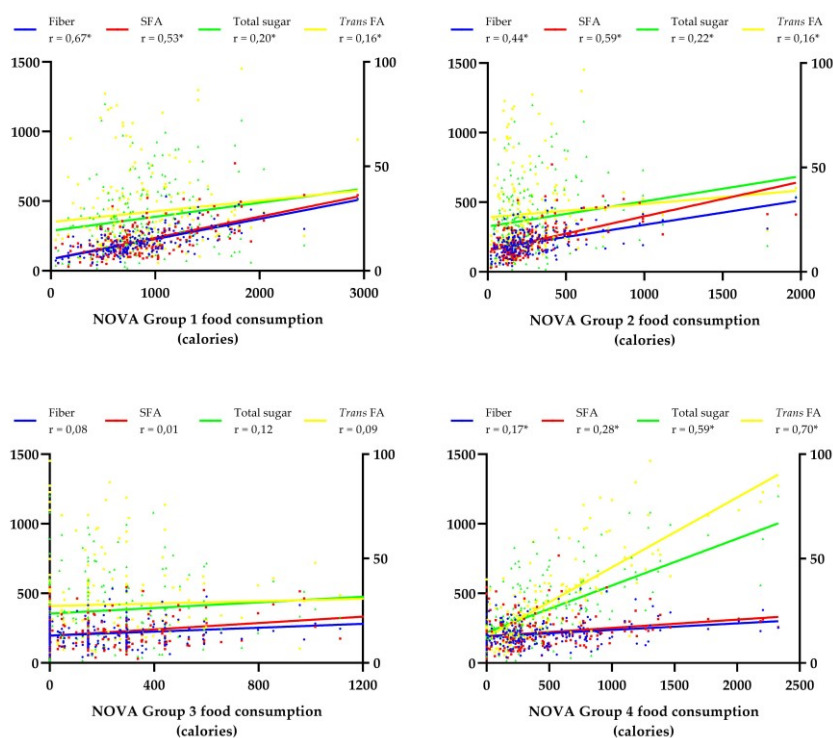 Fiber SFA Total sugar Trans FA
r = 0,67* r = 0,53* r = 0,20* r = 0,16*
1500 100
1000
50
500
0 0
0 1000 2000 3000
NOVA Group 1 food consumption
(calories)
Fiber SFA Total sugar Trans FA
r = 0,44* r = 0,59* r = 0,22* r = 0,16*
1500 100
1000
50
500
0 0
0 500 1000 1500 2000
NOVA Group 2 food consumption
(calories)
Fiber SFA Total sugar Trans FA
r = 0,08 r = 0,01 r = 0,12 r = 0,09
1500 100
1000
50
500
0 0
0 400 800 1200
NOVA Group 3 food consumption
(calories)
Fiber SFA Total sugar Trans FA
r = 0,17* r = 0,28* r = 0,59* r = 0,70*
1500 100
1000
50
500
0 0
0 500 1000 1500 2000 2500
NOVA Group 4 food consumption
(calories)